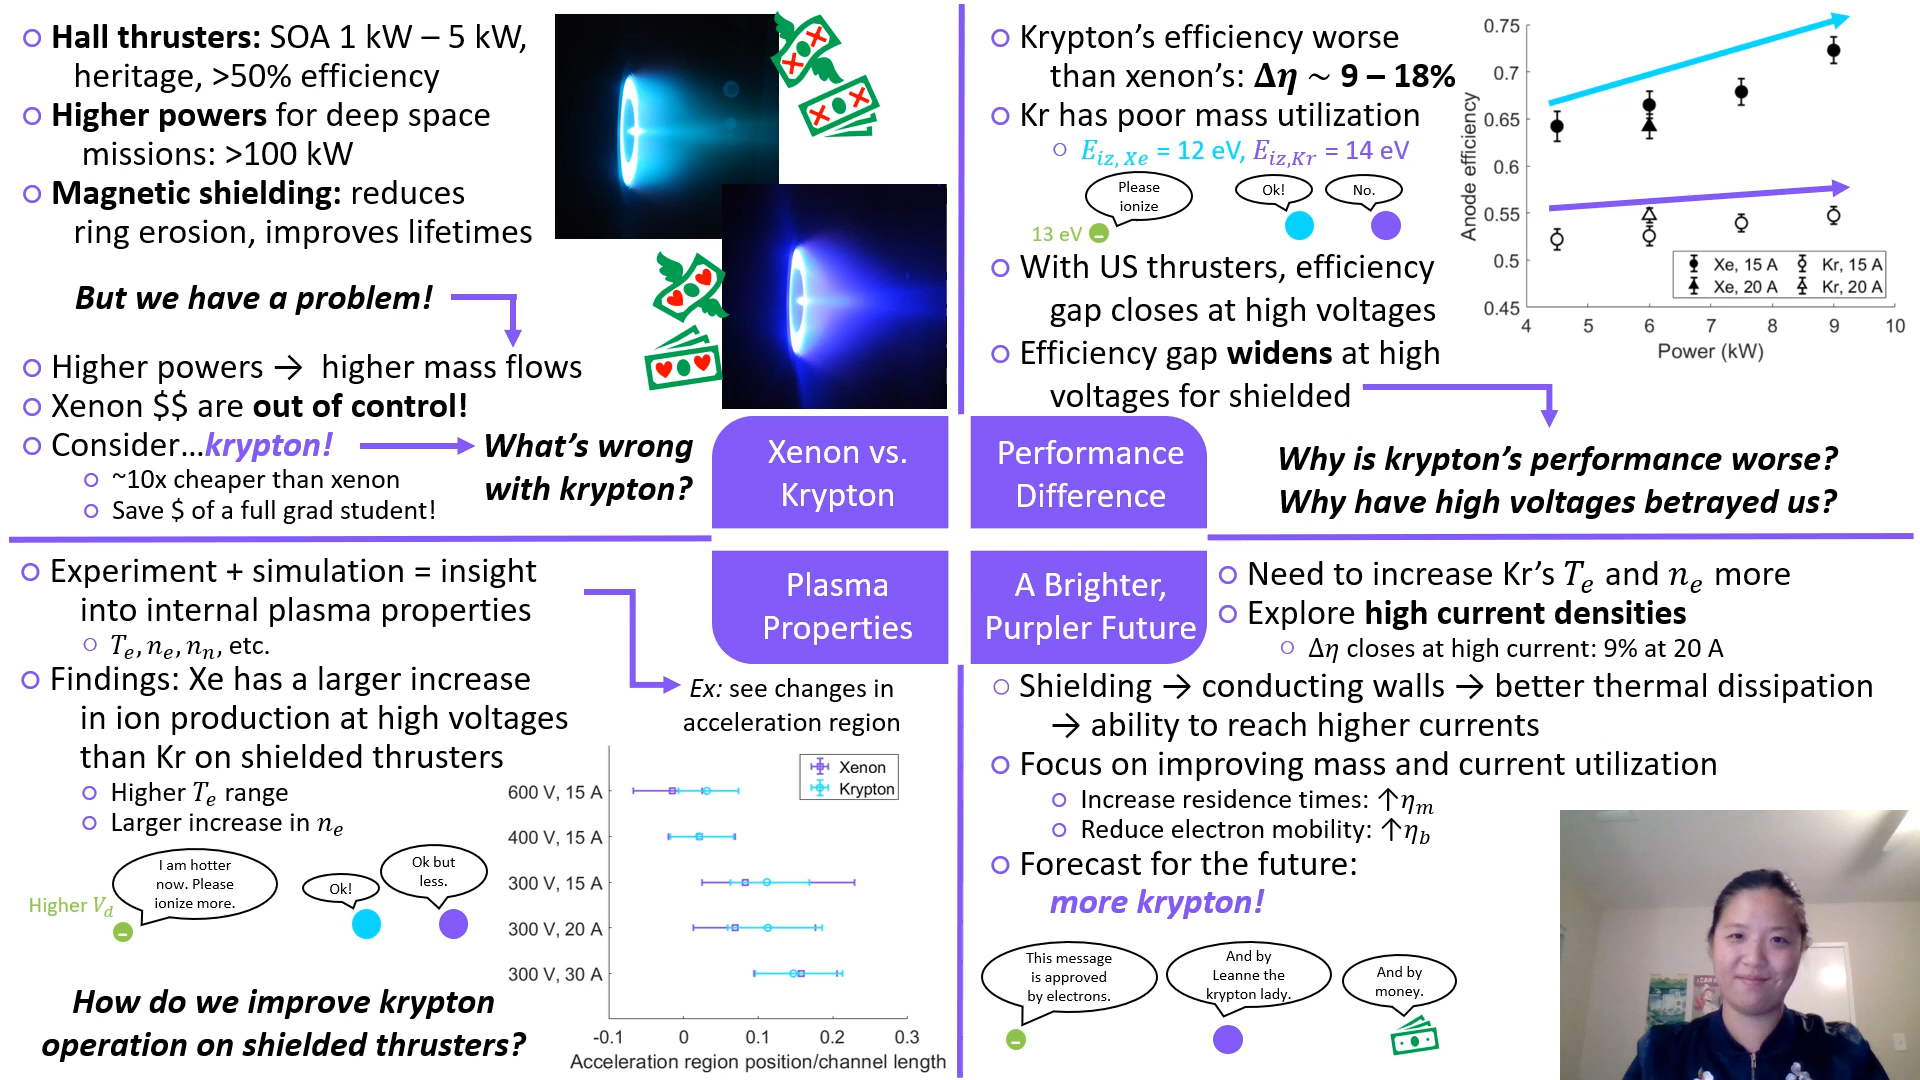 Hall thrusters: SOA 1 kW – 5 kW,
heritage, >50% efficiency
Higher powers for deep space
missions: >100 kW
Magnetic shielding: reduces
ring erosion, improves lifetimes
But we have a problem!
Higher powers → higher mass flows
Xenon $$ are out of control!
Consider...krypton!
~10x cheaper than xenon
Save $ of a full grad student!
What's wrong
with krypton?
Xenon vs.
Krypton
Krypton's efficiency worse
than xenon's: Δη ~ 9 – 18%
Kr has poor mass utilization
E_iz,Xe = 12 eV, E_iz,Kr = 14 eV
Please
ionize
Ok!
No.
13 eV
-
With US thrusters, efficiency
gap closes at high voltages
Efficiency gap widens at high
voltages for shielded
Why is krypton's performance worse?
Why have high voltages betrayed us?
Performance
Difference
Anode efficiency
0.75
0.7
0.65
0.6
0.55
0.5
0.45
Xe, 15 A Kr, 15 A
Xe, 20 A Kr, 20 A
4 5 6 7 8 9 10
Power (kW)
Plasma
Properties
Experiment + simulation = insight
into internal plasma properties
T_e, n_e, n_n, etc.
Findings: Xe has a larger increase
in ion production at high voltages
than Kr on shielded thrusters
Higher T_e range
Larger increase in n_e
I am hotter
now. Please
ionize more.
Ok!
Ok but
less.
Higher V_d
-
How do we improve krypton
operation on shielded thrusters?
Ex: see changes in
acceleration region
Xenon
Krypton
600 V, 15 A
400 V, 15 A
300 V, 15 A
300 V, 20 A
300 V, 30 A
-0.1 0 0.1 0.2 0.3
Acceleration region position/channel length
A Brighter,
Purpler Future
Need to increase Kr's T_e and n_e more
Explore high current densities
Δη closes at high current: 9% at 20 A
Shielding → conducting walls → better thermal dissipation
→ ability to reach higher currents
Focus on improving mass and current utilization
Increase residence times: ↑η_m
Reduce electron mobility: ↑η_b
Forecast for the future:
more krypton!
This message
is approved
by electrons.
And by
Leanne the
krypton lady.
And by
money.
-